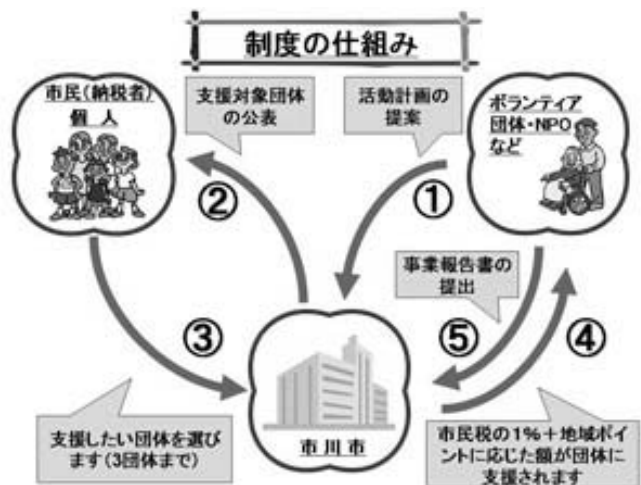 制度の仕組み
市民(納税者)
個人
支援対象団体
の公表
活動計画の
提案
ボランティア
団体・NPO
など
②
①
事業報告書の
提出
③
⑤
④
市川市
支援したい団体を選び
ます(3団体まで)
市民税の1%+地域ポイ
ントに応じた額が団体に
支援されます